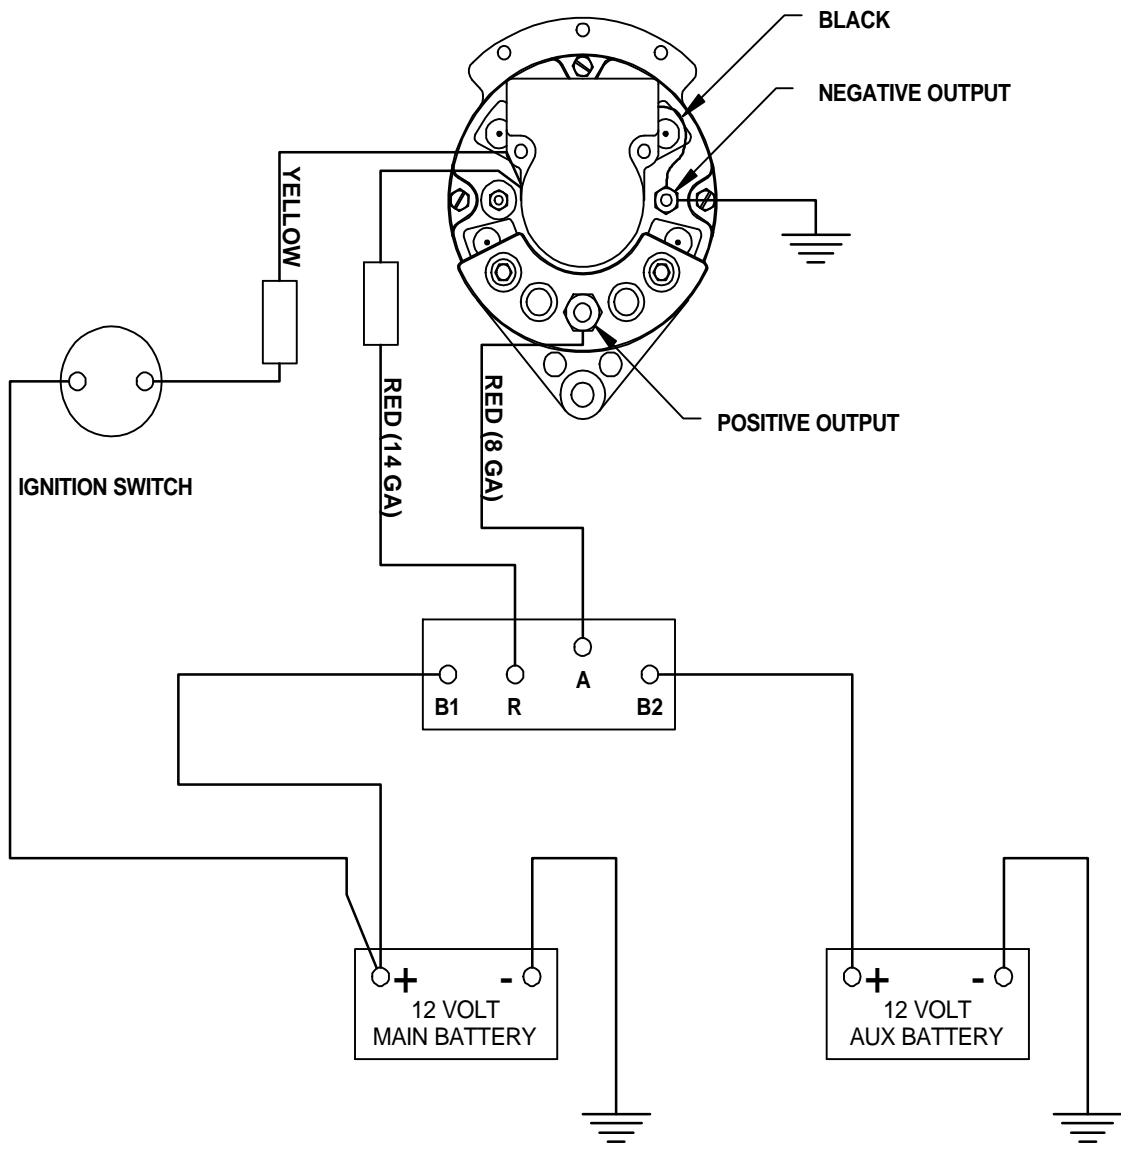 BLACK
NEGATIVE OUTPUT
YELLOW
RED (14 GA)
RED (8 GA)
POSITIVE OUTPUT
IGNITION SWITCH
A
B1 R B2
+ -
12 VOLT
MAIN BATTERY
+ -
12 VOLT
AUX BATTERY